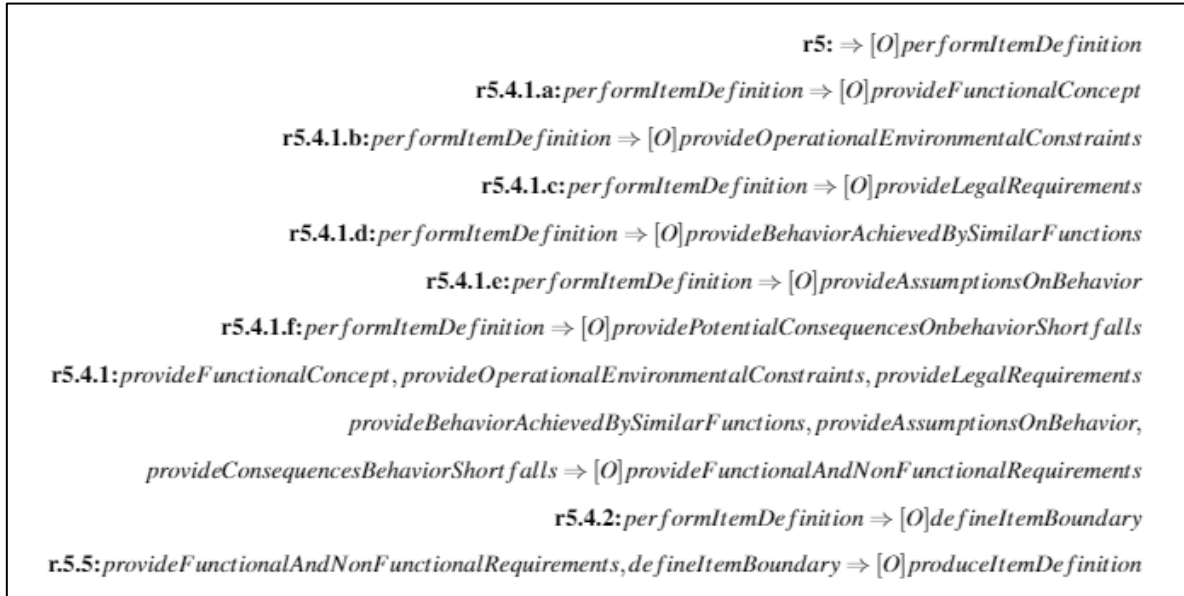 r5: ⇒ [O]performItemDefinition
r5.4.1.a:performItemDefinition ⇒ [O]provideFunctionalConcept
r5.4.1.b:performItemDefinition ⇒ [O]provideOperationalEnvironmentalConstraints
r5.4.1.c:performItemDefinition ⇒ [O]provideLegalRequirements
r5.4.1.d:performItemDefinition ⇒ [O]provideBehaviorAchievedBySimilarFunctions
r5.4.1.e:performItemDefinition ⇒ [O]provideAssumptionsOnBehavior
r5.4.1.f:performItemDefinition ⇒ [O]providePotentialConsequencesOnbehaviorShortfalls
r5.4.1:provideFunctionalConcept, provideOperationalEnvironmentalConstraints, provideLegalRequirements
provideBehaviorAchievedBySimilarFunctions, provideAssumptionsOnBehavior,
provideConsequencesBehaviorShortfalls ⇒ [O]provideFunctionalAndNonFunctionalRequirements
r5.4.2:performItemDefinition ⇒ [O]defineItemBoundary
r.5.5:provideFunctionalAndNonFunctionalRequirements, defineItemBoundary ⇒ [O]produceItemDefinition